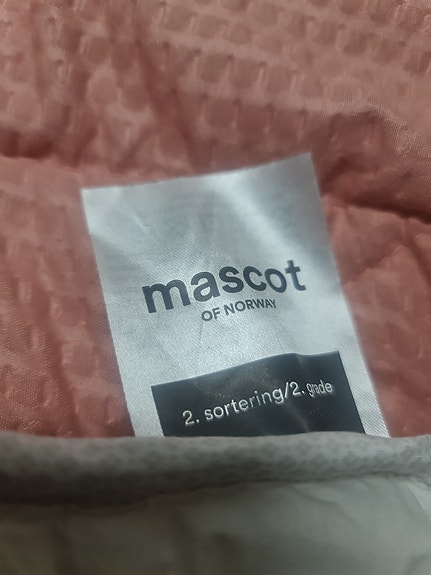 mascot
OF NORWAY
2. sortering/2. grade